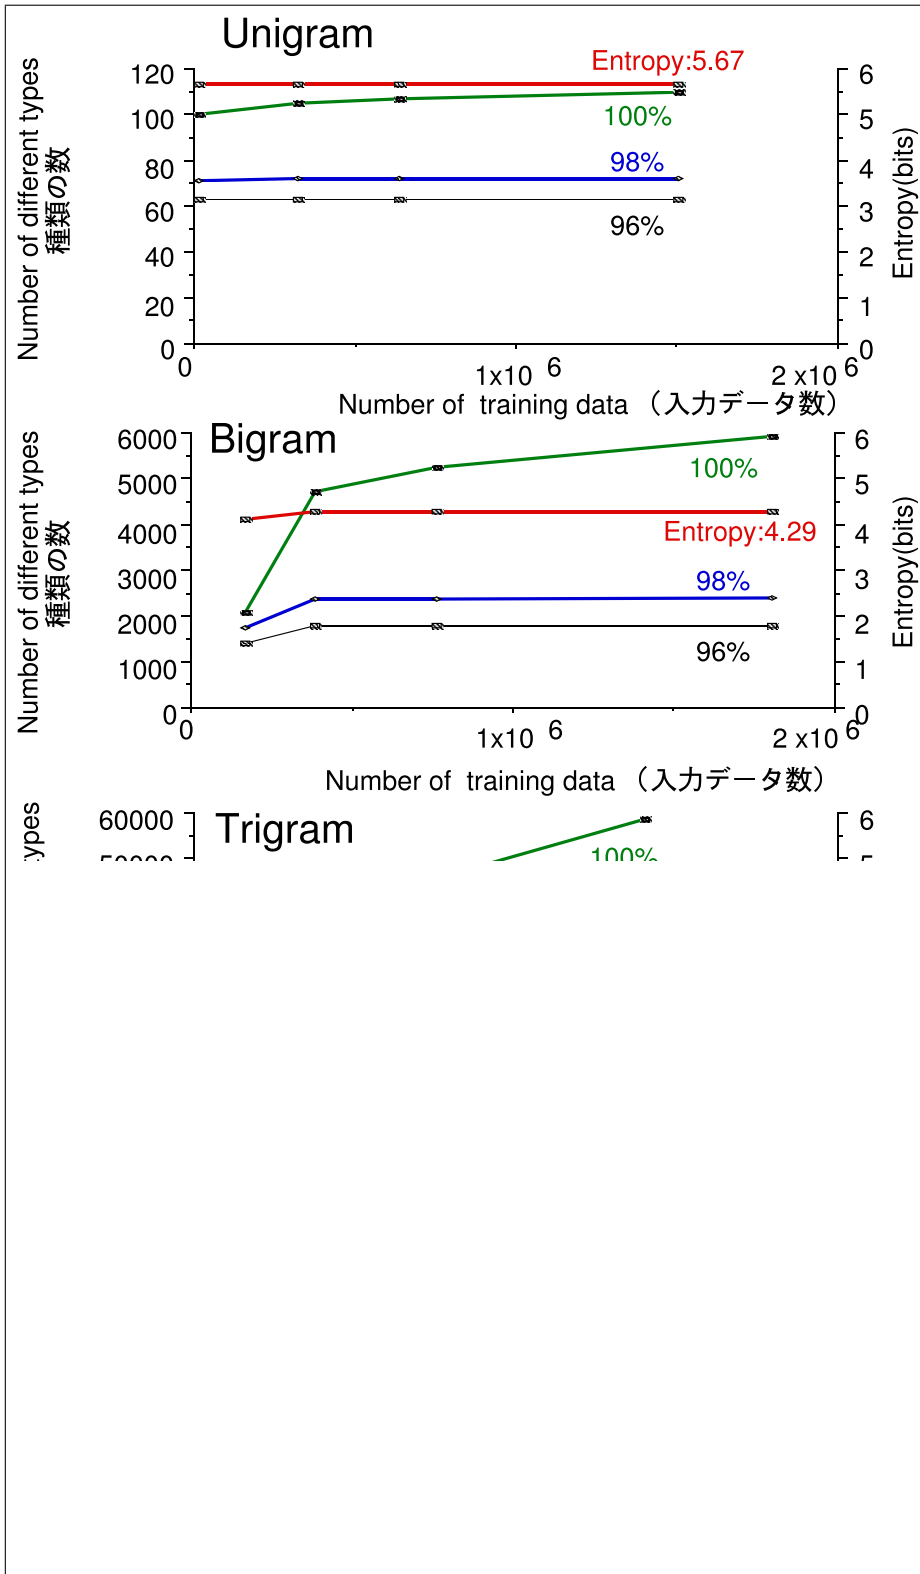 Unigram
Entropy:5.67
120
100
80
60
40
20
0
100%
98%
96%
6
5
4
3
2
1
0
Number of different types
種類の数
Entropy(bits)
0
1x10 6
2 x10 6
Number of training data （入力データ数）
Bigram
6000
5000
4000
3000
2000
1000
0
100%
Entropy:4.29
98%
96%
6
5
4
3
2
1
0
Number of different types
種類の数
Entropy(bits)
0
1x10 6
2 x10 6
Number of training data （入力データ数）
Trigram
60000
50000
100%
6
5
types